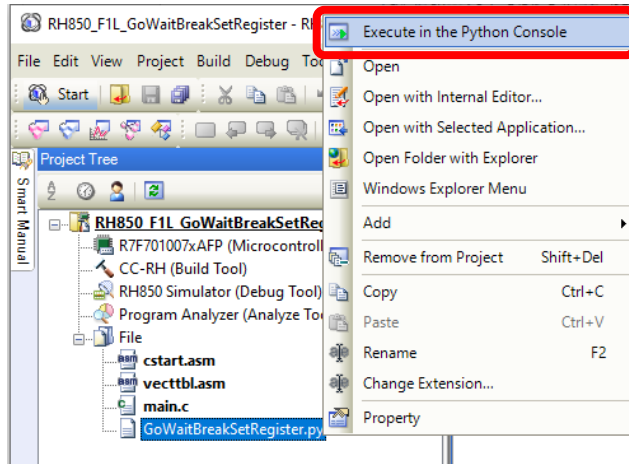 RH850_F1L_GoWaitBreakSetRegister - R
File Edit View Project Build Debug
Start
Project Tree
Smart Manual
RH850_F1L_GoWaitBreakSetReg
R7F701007xAFP (Microcontroll
CC-RH (Build Tool)
RH850 Simulator (Debug Tool)
Program Analyzer (Analyze To
File
cstart.asm
vecttbl.asm
main.c
GoWaitBreakSetRegister.py
Execute in the Python Console
Open
Open with Internal Editor...
Open with Selected Application...
Open Folder with Explorer
Windows Explorer Menu
Add
Remove from Project Shift+Del
Copy Ctrl+C
Paste Ctrl+V
Rename F2
Change Extension...
Property